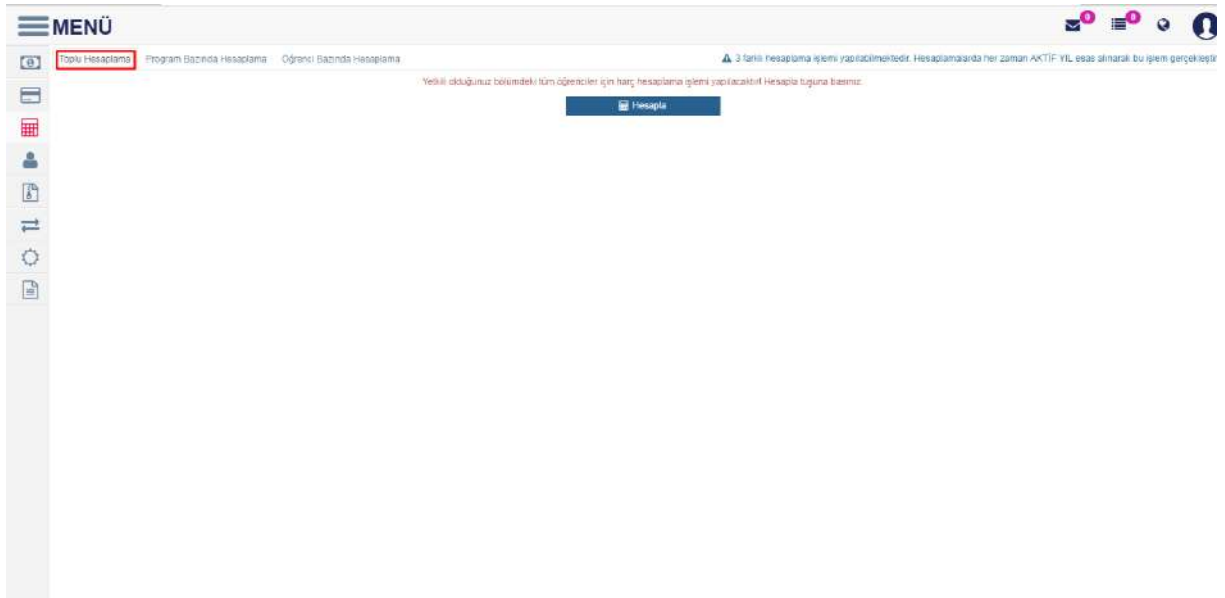 MENÜ
0
0
Toplu Hesaplama Program Bazında Hesaplama Öğrenci Bazında Hesaplama
3 farklı hesaplama işlemi yapılabilmektedir. Hesaplamalarda her zaman AKTİF YIL esas alınarak bu işlem gerçekleştir
Yetkili olduğunuz bölümdeki tüm öğrenciler için harç hesaplama işlemi yapılacaktır! Hesapla tuşuna basınız.
Hesapla